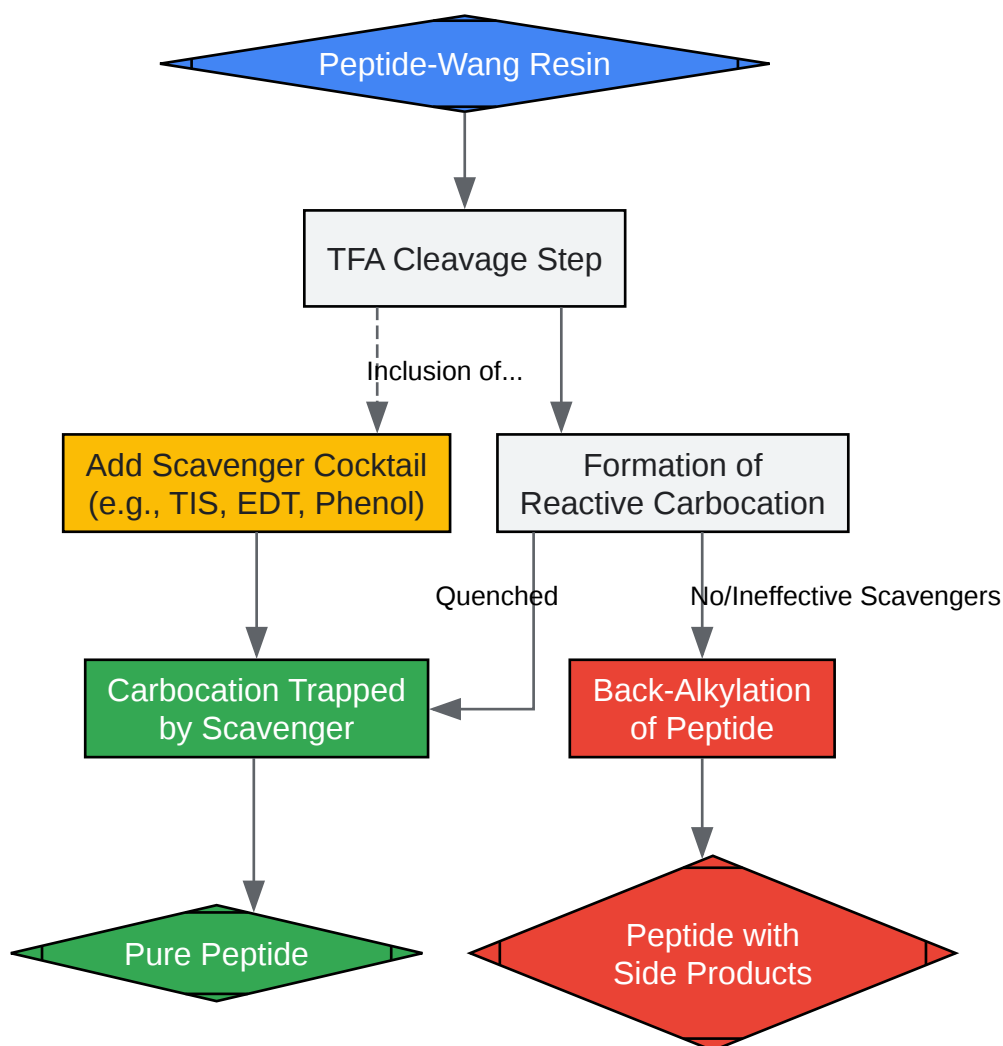 Peptide-Wang Resin
TFA Cleavage Step
Inclusion of...
Add Scavenger Cocktail
(e.g., TIS, EDT, Phenol)
Formation of
Reactive Carbocation
Quenched
No/Ineffective Scavengers
Carbocation Trapped
by Scavenger
Back-Alkylation
of Peptide
Pure Peptide
Peptide with
Side Products